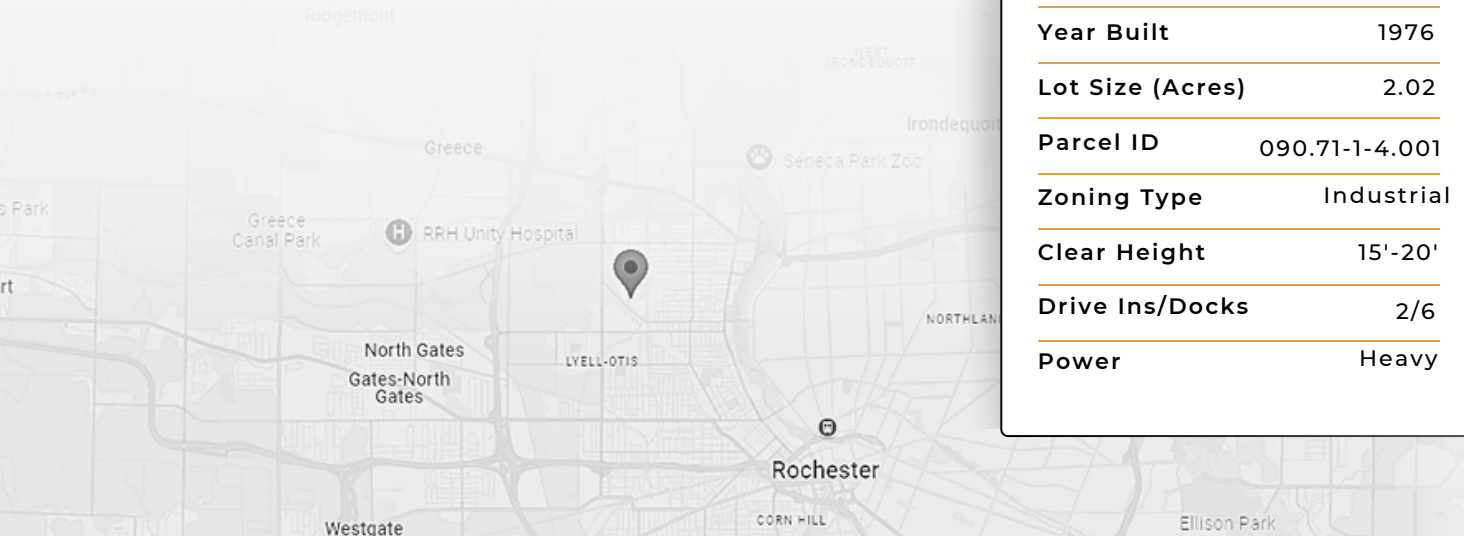 Ridgemont
WEST
IRONDEQUOIT
W Ridge Rd
Irondequoit
Greece
Seneca Park Zoo
s Park
Greece
Canal Park
RRH Unity Hospital
rt
NORTHLAN
North Gates
LYELL-OTIS
Gates-North
Gates
Rochester
CORN HILL
Westgate
Ellison Park
Year Built 1976
Lot Size (Acres) 2.02
Parcel ID 090.71-1-4.001
Zoning Type Industrial
Clear Height 15'-20'
Drive Ins/Docks 2/6
Power Heavy